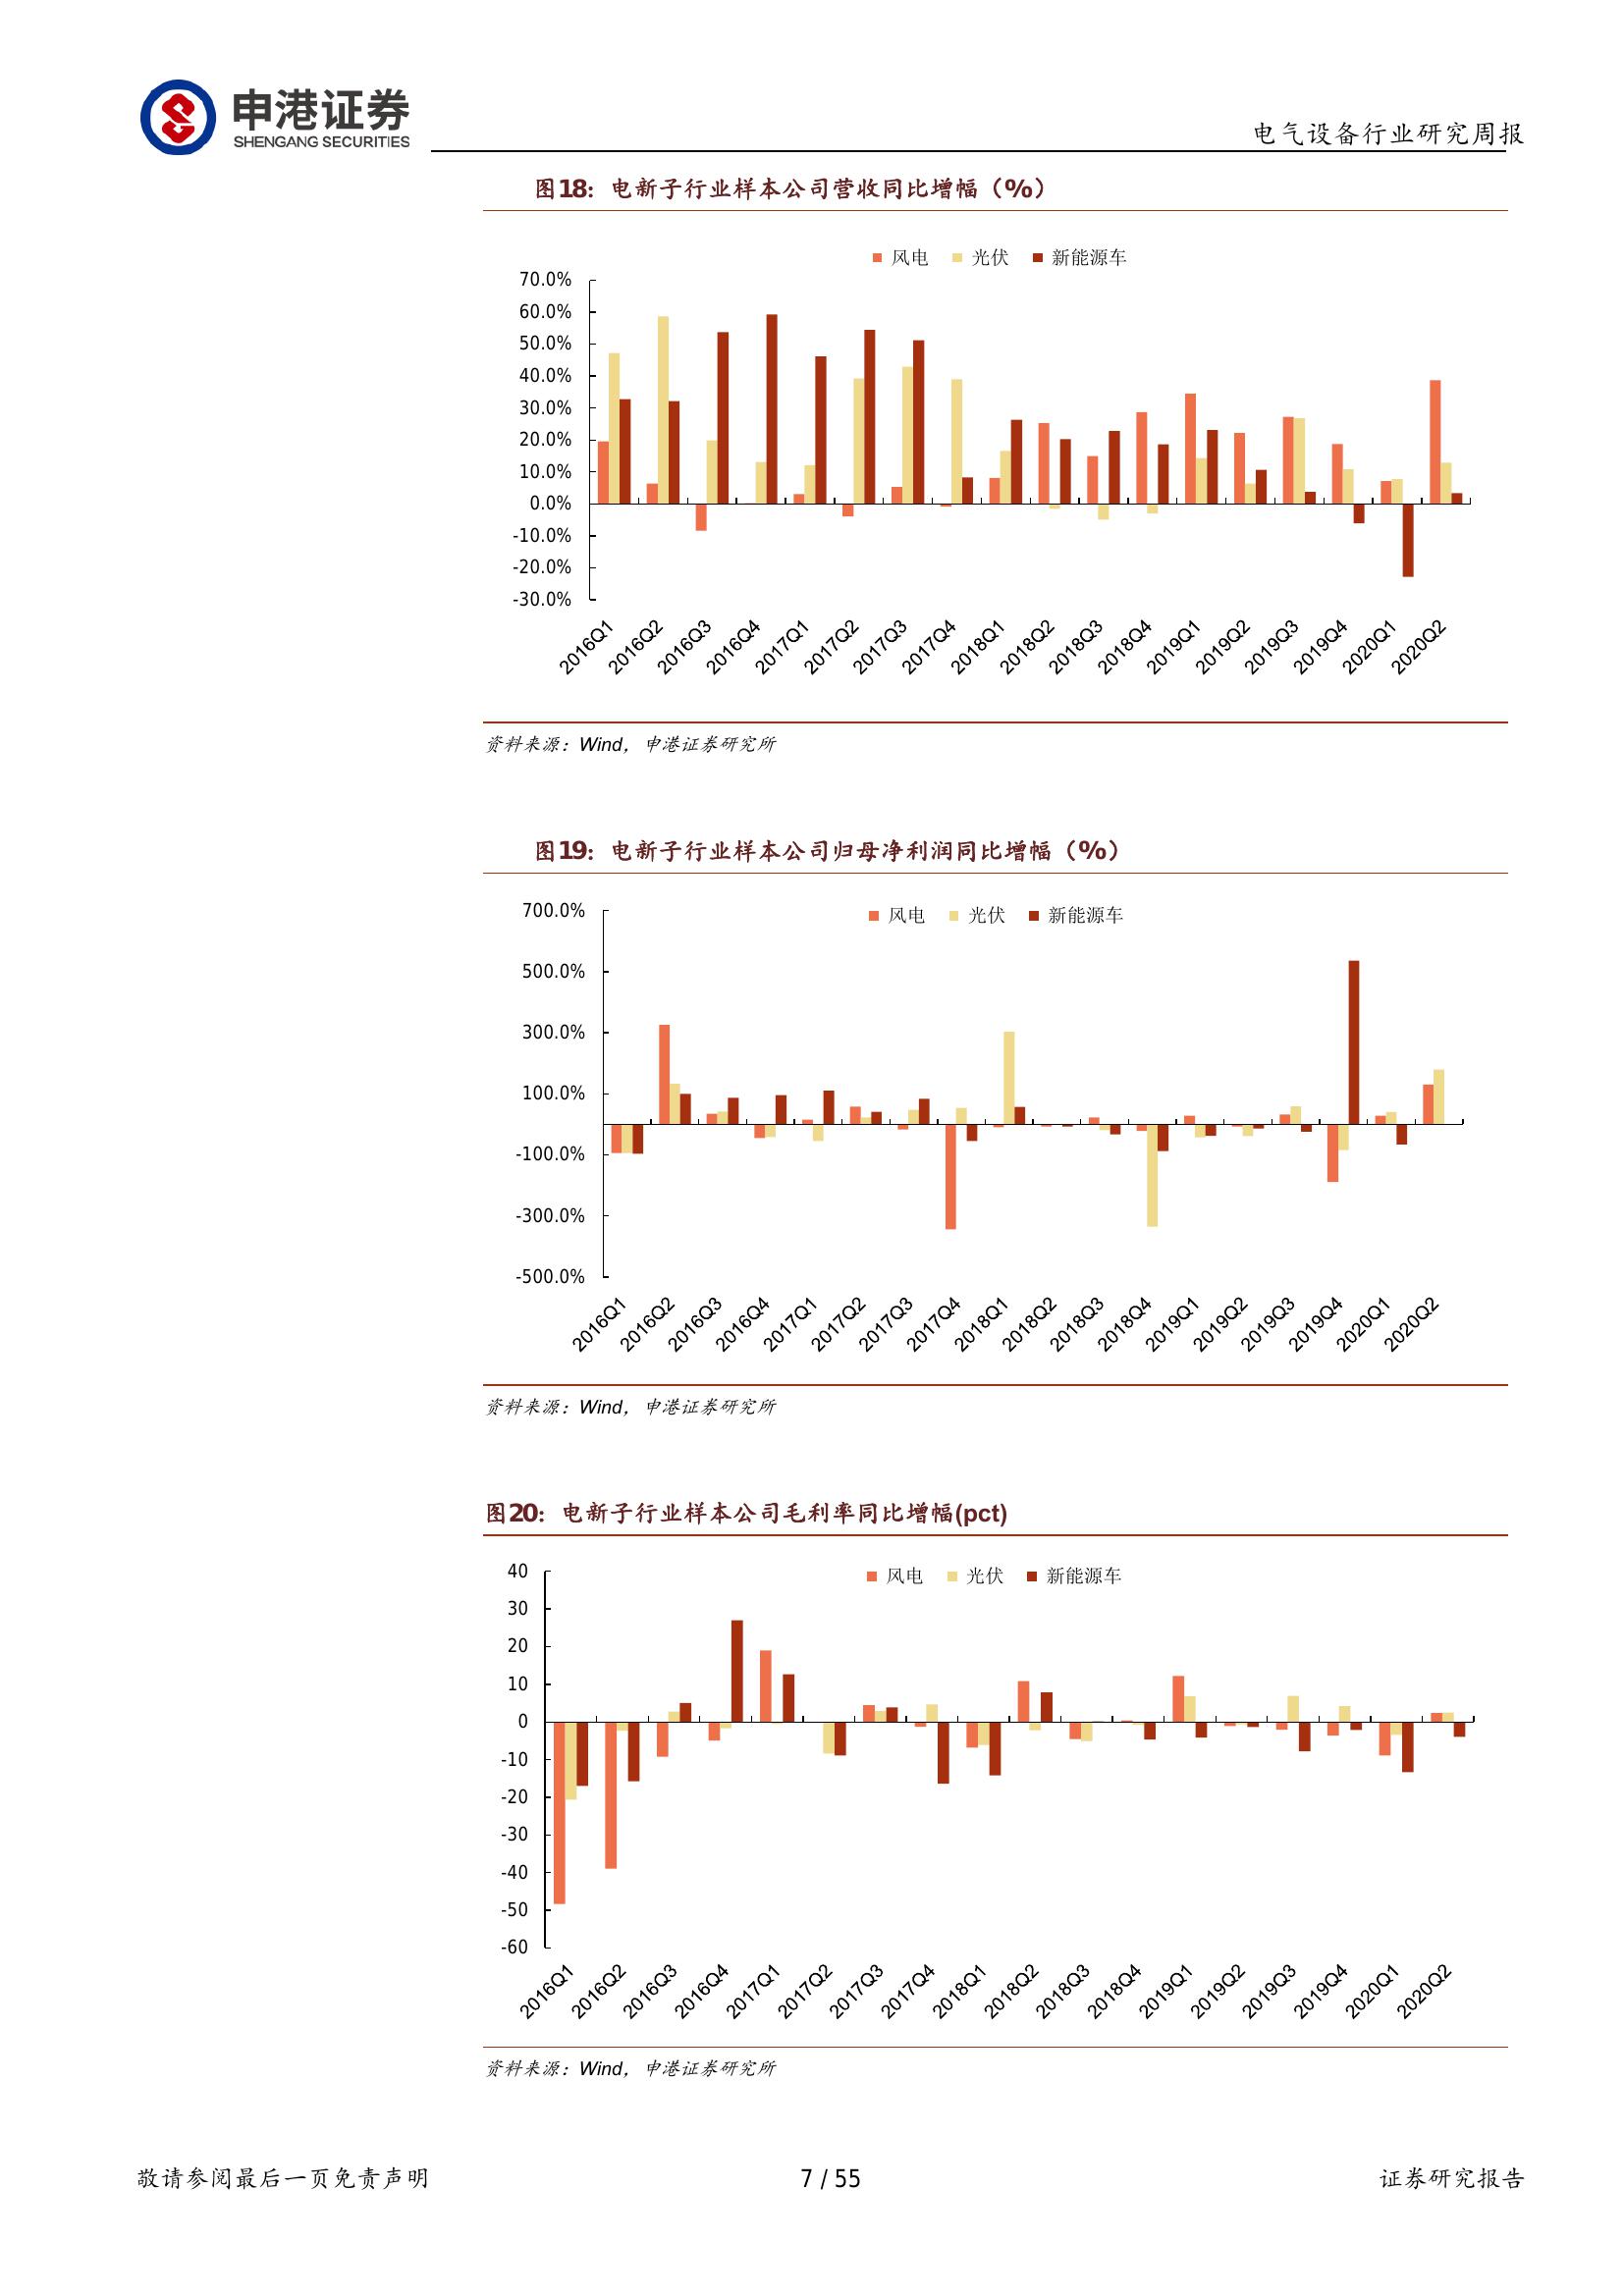 申港证券
SHENGANG SECURITIES
电气设备行业研究周报
图18：电新子行业样本公司营收同比增幅（%）
风电 光伏 新能源车
70.0%
60.0%
50.0%
40.0%
30.0%
20.0%
10.0%
0.0%
-10.0%
-20.0%
-30.0%
2016Q1 2016Q2 2016Q3 2016Q4 2017Q1 2017Q2 2017Q3 2017Q4 2018Q1 2018Q2 2018Q3 2018Q4 2019Q1 2019Q2 2019Q3 2019Q4 2020Q1 2020Q2
资料来源：Wind，申港证券研究所
图19：电新子行业样本公司归母净利润同比增幅（%）
风电 光伏 新能源车
700.0%
500.0%
300.0%
100.0%
-100.0%
-300.0%
-500.0%
2016Q1 2016Q2 2016Q3 2016Q4 2017Q1 2017Q2 2017Q3 2017Q4 2018Q1 2018Q2 2018Q3 2018Q4 2019Q1 2019Q2 2019Q3 2019Q4 2020Q1 2020Q2
资料来源：Wind，申港证券研究所
图20：电新子行业样本公司毛利率同比增幅(pct)
风电 光伏 新能源车
40
30
20
10
0
-10
-20
-30
-40
-50
-60
2016Q1 2016Q2 2016Q3 2016Q4 2017Q1 2017Q2 2017Q3 2017Q4 2018Q1 2018Q2 2018Q3 2018Q4 2019Q1 2019Q2 2019Q3 2019Q4 2020Q1 2020Q2
资料来源：Wind，申港证券研究所
敬请参阅最后一页免责声明
7 / 55
证券研究报告